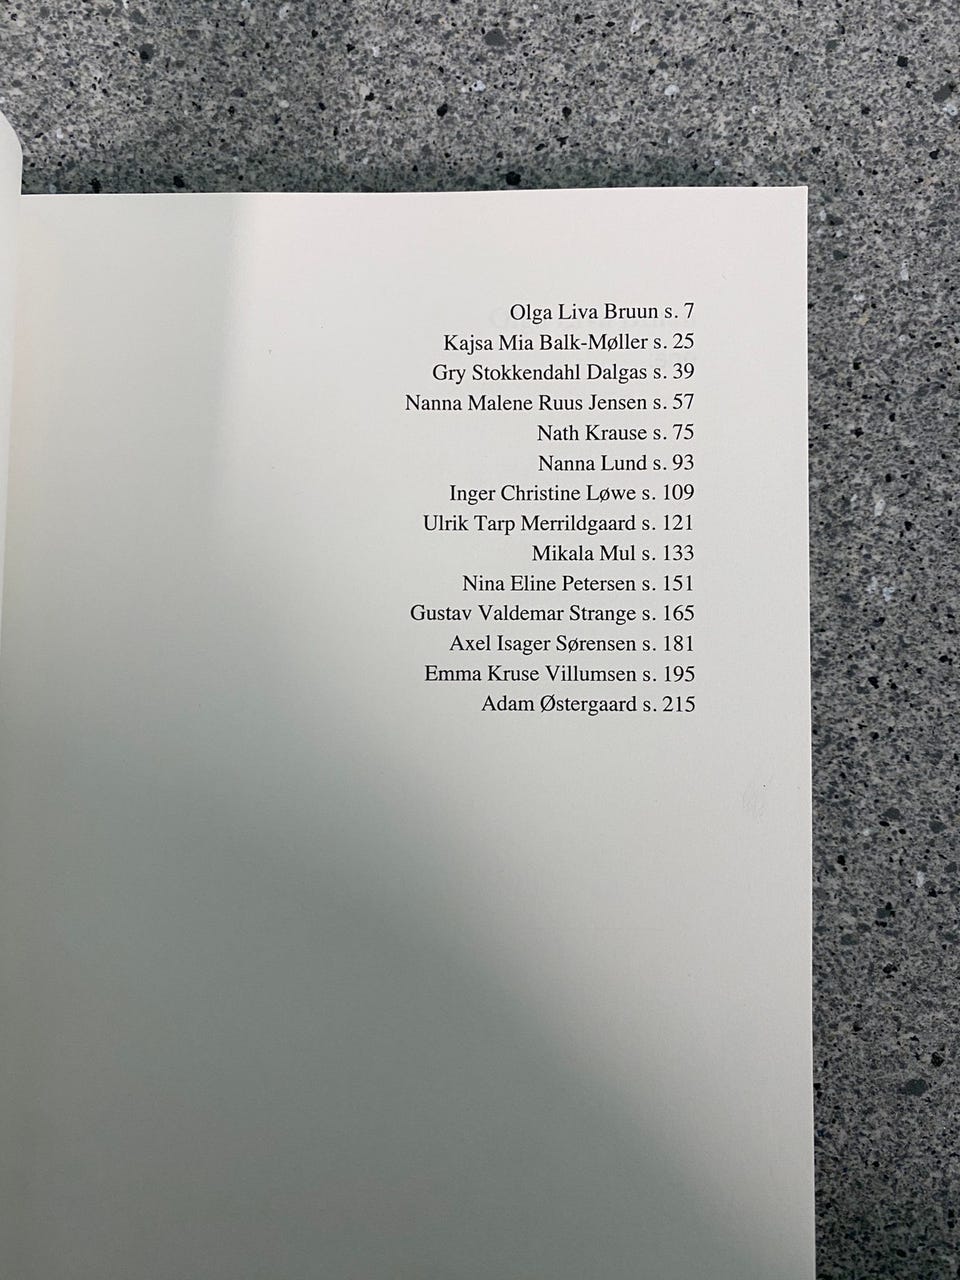 Olga Liva Bruun s. 7
Kajsa Mia Balk-Møller s. 25
Gry Stokkendahl Dalgas s. 39
Nanna Malene Ruus Jensen s. 57
Nath Krause s. 75
Nanna Lund s. 93
Inger Christine Løwe s. 109
Ulrik Tarp Merrildgaard s. 121
Mikala Mul s. 133
Nina Eline Petersen s. 151
Gustav Valdemar Strange s. 165
Axel Isager Sørensen s. 181
Emma Kruse Villumsen s. 195
Adam Østergaard s. 215